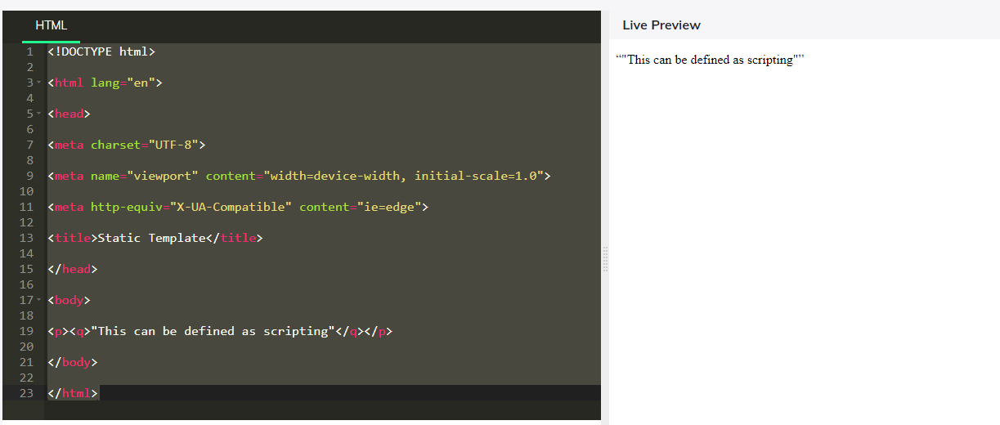 HTML
1 <!DOCTYPE html>
2
3 <html lang="en">
4
5 <head>
6
7 <meta charset="UTF-8">
8
9 <meta name="viewport" content="width=device-width, initial-scale=1.0">
10
11 <meta http-equiv="X-UA-Compatible" content="ie=edge">
12
13 <title>Static Template</title>
14
15 </head>
16
17 <body>
18
19 <p><q>"This can be defined as scripting"</q></p>
20
21 </body>
22
23 </html>
Live Preview
“"This can be defined as scripting"”